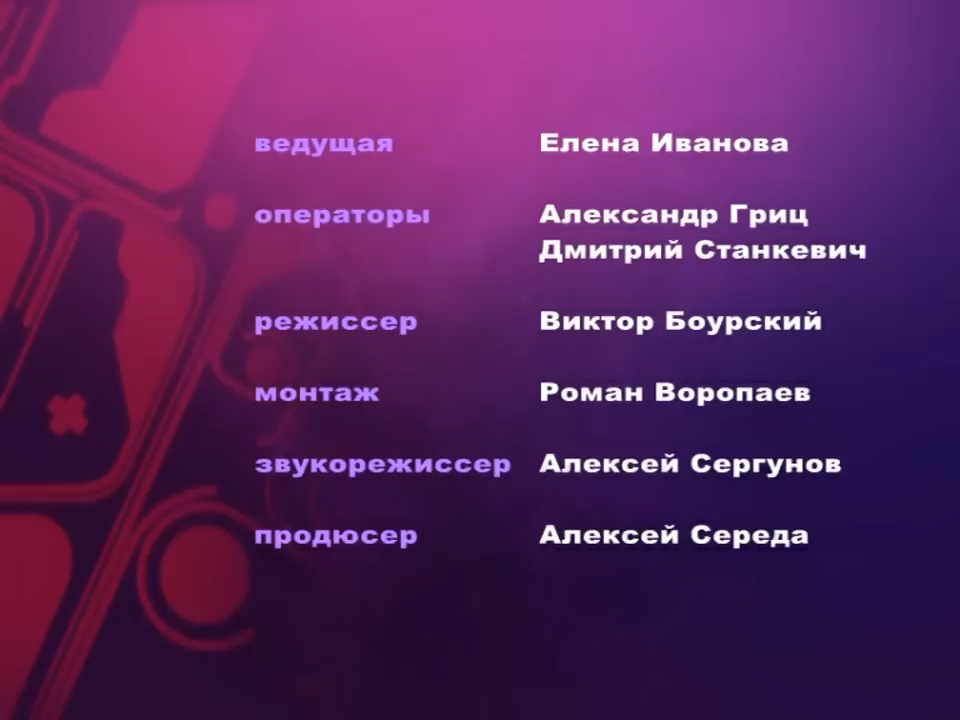 ведущая Елена Иванова
операторы Александр Гриц
Дмитрий Станкевич
режиссер Виктор Боурский
монтаж Роман Воропаев
звукорежиссер Алексей Сергунов
продюсер Алексей Середа